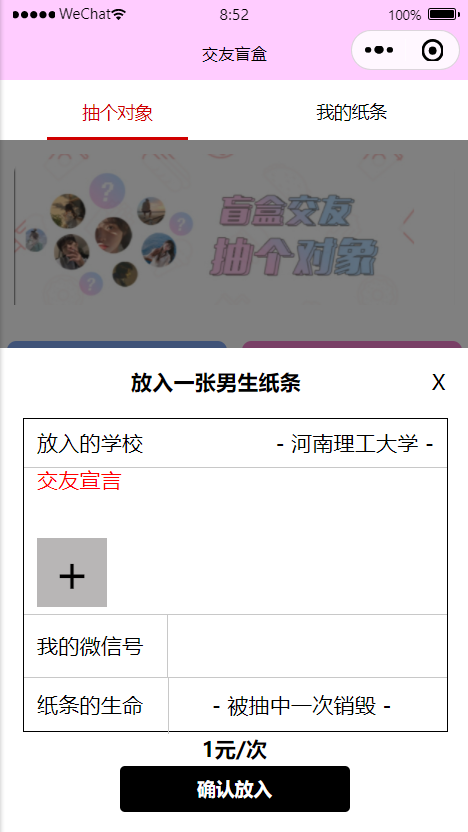 WeChat 8:52 100%
交友盲盒
抽个对象 我的纸条
? 盲盒交友
? 抽个对象
?
放入一张男生纸条 X
放入的学校 - 河南理工大学 -
交友宣言
+
我的微信号
纸条的生命 - 被抽中一次销毁 -
1元/次
确认放入